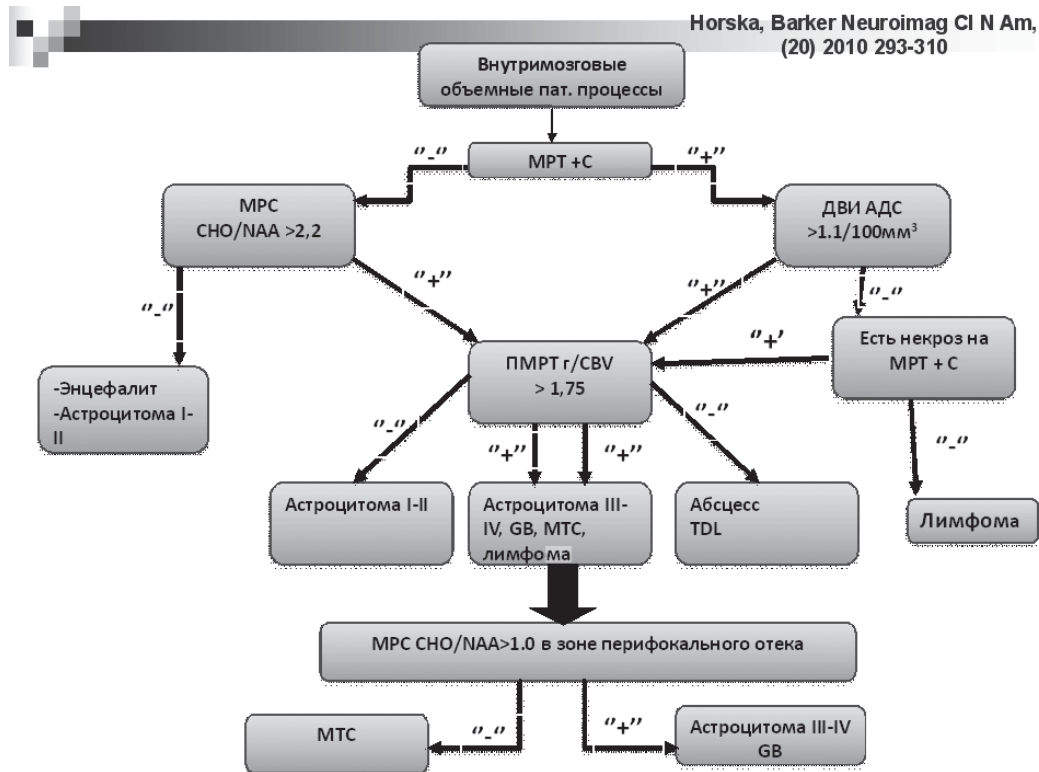 Horska, Barker Neuroimag Cl N Am,
(20) 2010 293-310
Внутримозговые
объемные пат. процессы
МРТ +С
"-"
"+"
МРС
CHO/NAA >2,2
ДВИ АДС
>1.1/100мм³
"-"
"+"
"+"
"-"
-Энцефалит
-Астроцитома I-
II
ПМРТ r/CBV
> 1,75
"+'
Есть некроз на
МРТ + С
"-"
"+"
"+"
"-"
"-"
Астроцитома I-II
Астроцитома III-
IV, GB, МТС,
лимфома
Абсцесс
TDL
Лимфома
МРС CHO/NAA>1.0 в зоне перифокального отека
МТС
"-"
"+"
Астроцитома III-IV
GB